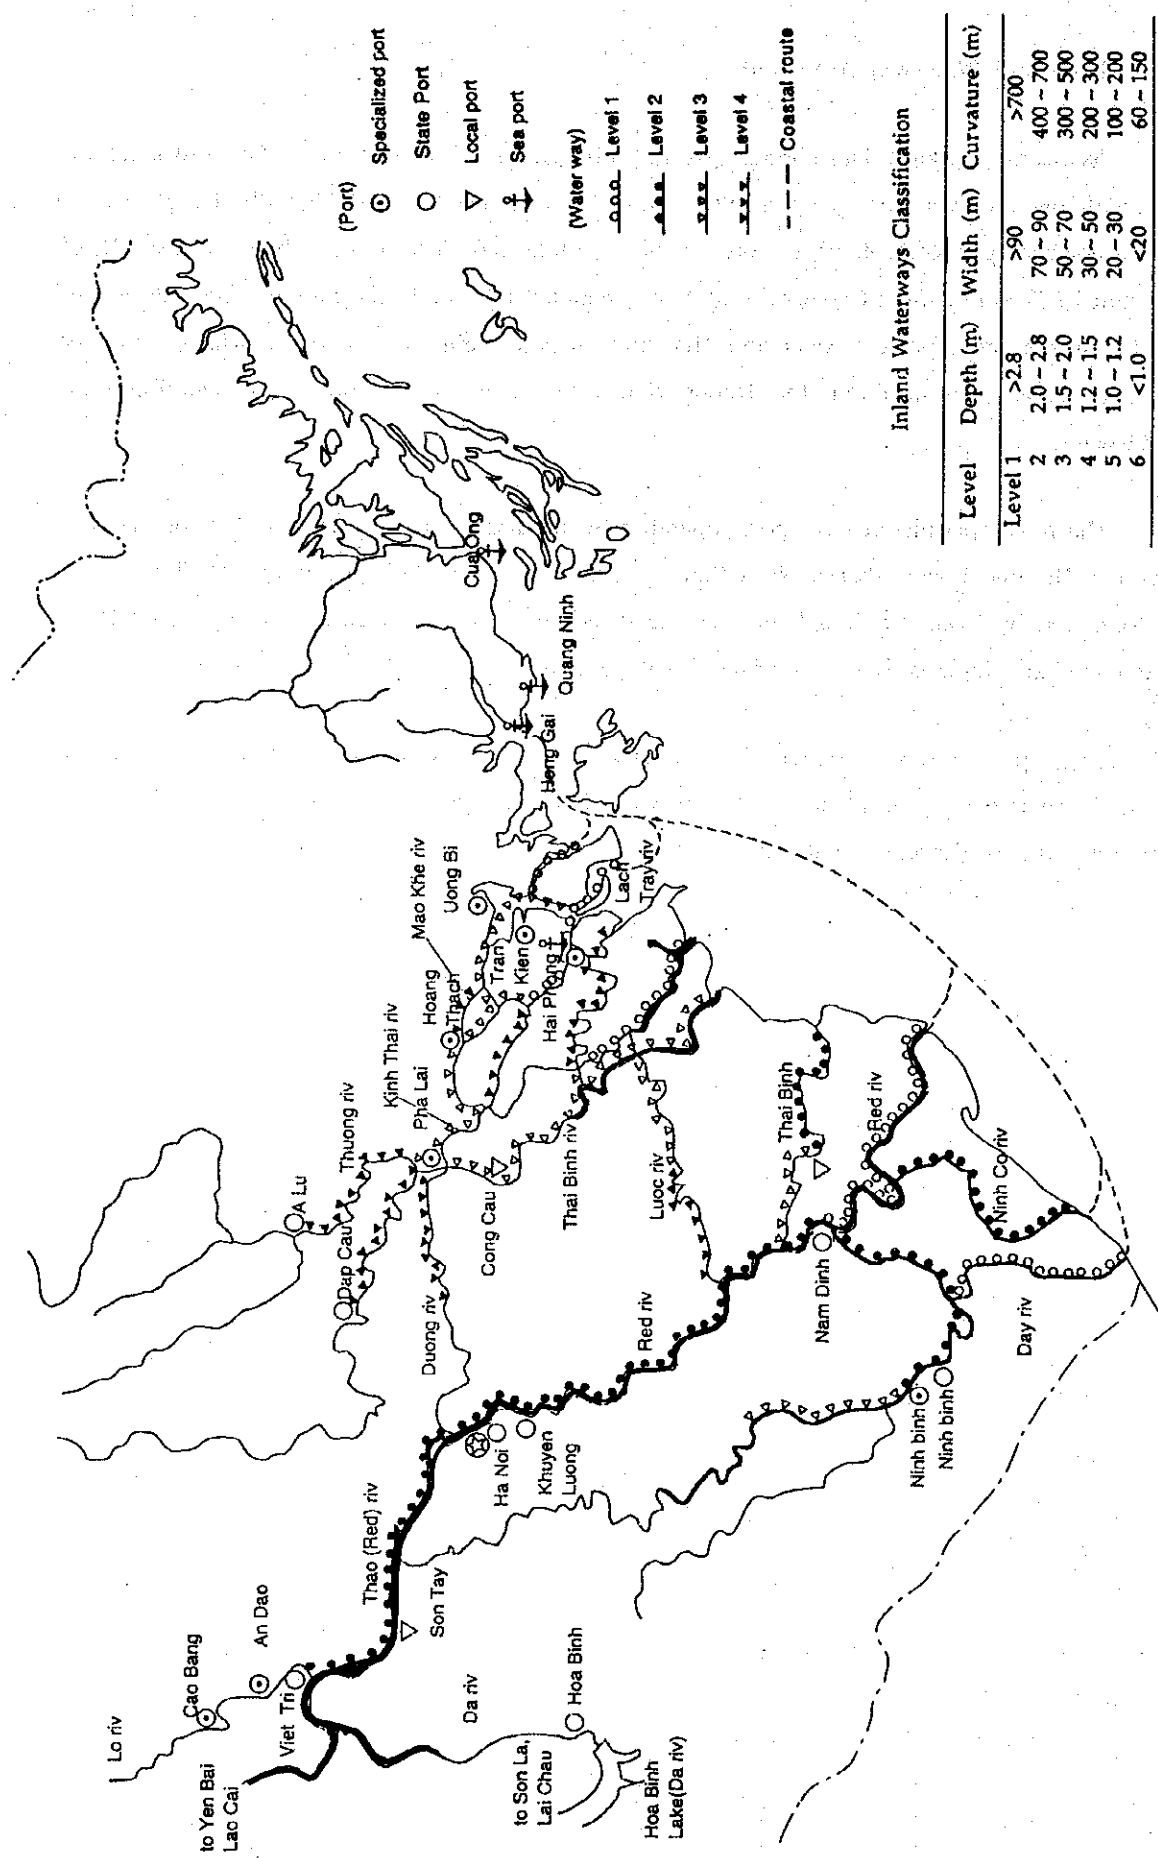 (Port)
Specialized port
State Port
Local port
Sea port
(Water way)
Level 1
Level 2
Level 3
Level 4
Coastal route
Inland Waterways Classification
Level Depth (m) Width (m) Curvature (m)
Level 1 >2.8 >90 >700
2 2.0~2.8 70~90 400~700
3 1.5~2.0 50~70 300~500
4 1.2~1.5 30~50 200~300
5 1.0~1.2 20~30 100~200
6 <1.0 <20 60~150
Lo riv
Cao Bang
An Dao
to Yen Bai
Lao Cai
Viet Tri
Thao (Red) riv
Son Tay
Da riv
to Son La,
Lai Chau
Hoa Binh
Hoa Binh
Lake(Da riv)
Ha Noi
Khuyen
Luong
Red riv
Duong riv
Dap Cau
A Lu
Thuong riv
Pha Lai
Kinh Thai riv
Cong Cau
Thai Binh riv
Luoc riv
Hoang
Thach
Mao Khe riv
Uong Bi
Tran
Kien
Hai Phong
Lach
Tray riv
Heng Gai
Quang Ninh
Cua Ong
Thai Binh
Red riv
Nam Dinh
Ninh Co riv
Day riv
Ninh binh
Ninh binh